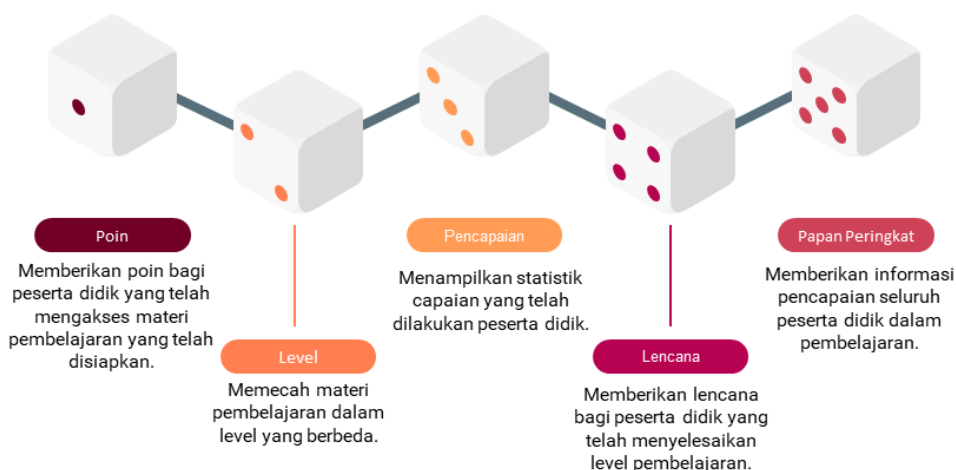 Poin
Memberikan poin bagi
peserta didik yang telah
mengakses materi
pembelajaran yang telah
disiapkan.
Level
Memecah materi
pembelajaran dalam
level yang berbeda.
Pencapaian
Menampilkan statistik
capaian yang telah
dilakukan peserta didik.
Lencana
Memberikan lencana
bagi peserta didik yang
telah menyelesaikan
level pembelajaran.
Papan Peringkat
Memberikan informasi
pencapaian seluruh
peserta didik dalam
pembelajaran.